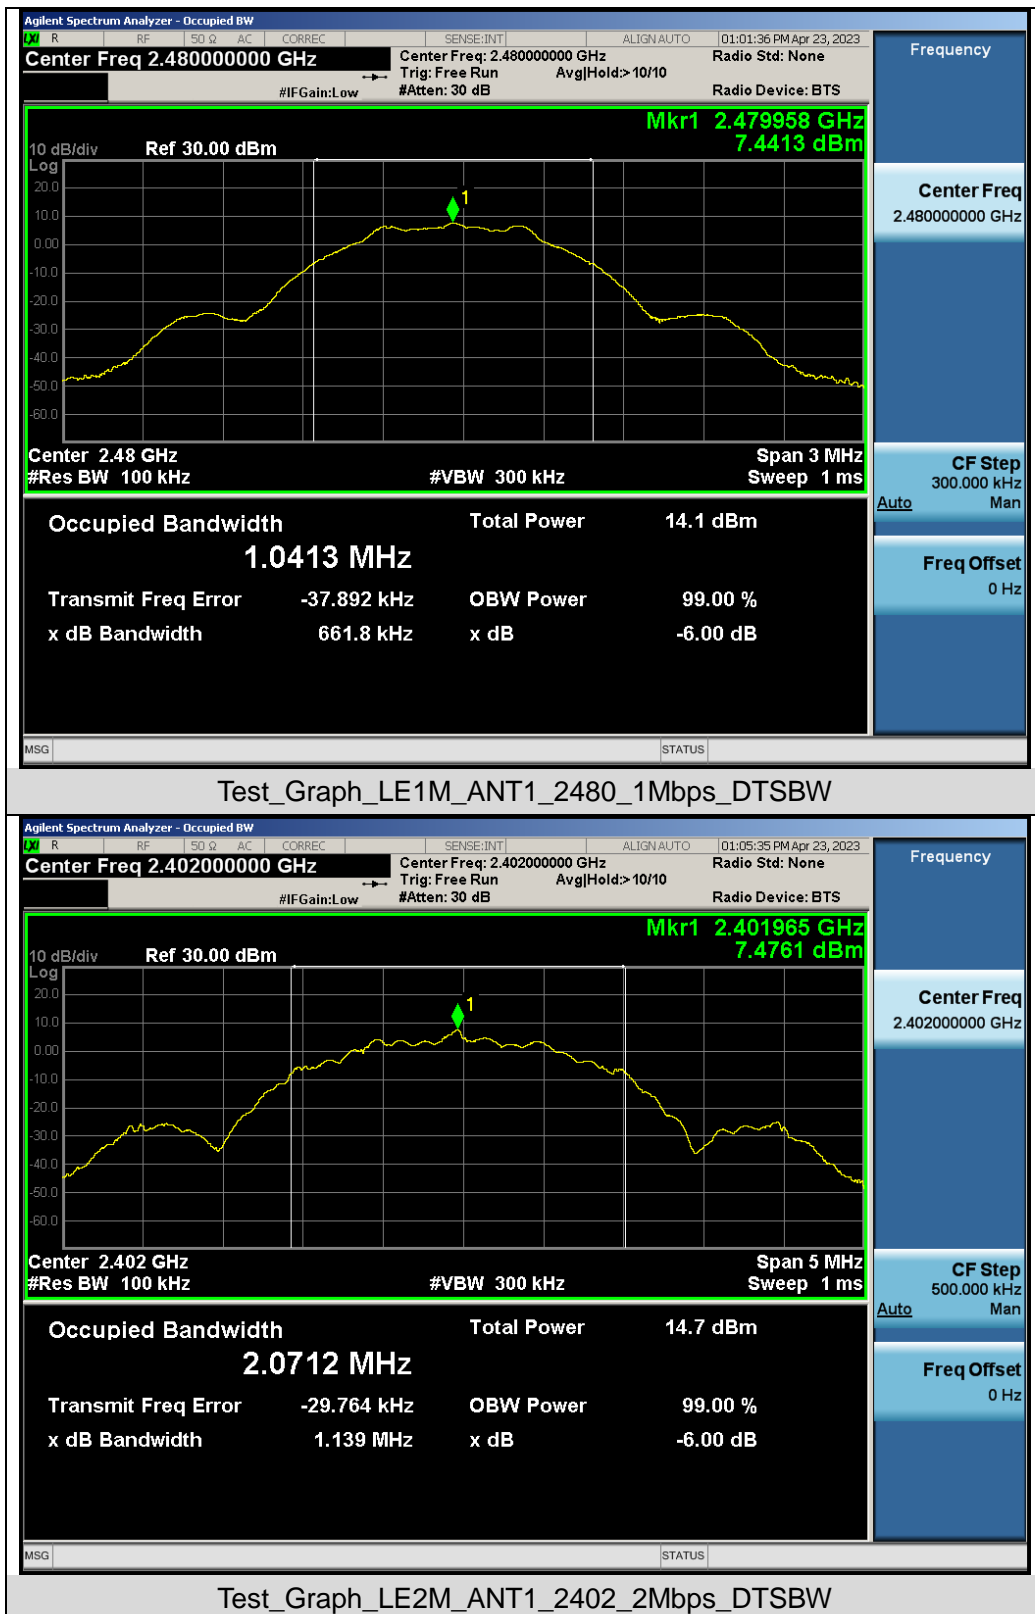 Agilent Spectrum Analyzer - Occupied BW
LXI R RF 50 Ω AC CORREC SENSE:INT ALIGN AUTO 01:01:36 PM Apr 23, 2023
Center Freq 2.480000000 GHz Center Freq: 2.480000000 GHz Radio Std: None
Trig: Free Run Avg|Hold:> 10/10
#IFGain:Low #Atten: 30 dB Radio Device: BTS
Frequency
Mkr1 2.479958 GHz
7.4413 dBm
10 dB/div Ref 30.00 dBm
Log
20.0
10.0
0.00
-10.0
-20.0
-30.0
-40.0
-50.0
-60.0
1
Center 2.48 GHz Span 3 MHz
#Res BW 100 kHz #VBW 300 kHz Sweep 1 ms
Center Freq
2.480000000 GHz
CF Step
300.000 kHz
Auto Man
Freq Offset
0 Hz
Occupied Bandwidth Total Power 14.1 dBm
1.0413 MHz
Transmit Freq Error -37.892 kHz OBW Power 99.00 %
x dB Bandwidth 661.8 kHz x dB -6.00 dB
MSG STATUS
Test_Graph_LE1M_ANT1_2480_1Mbps_DTSBW
Agilent Spectrum Analyzer - Occupied BW
LXI R RF 50 Ω AC CORREC SENSE:INT ALIGN AUTO 01:05:35 PM Apr 23, 2023
Center Freq 2.402000000 GHz Center Freq: 2.402000000 GHz Radio Std: None
Trig: Free Run Avg|Hold:> 10/10
#IFGain:Low #Atten: 30 dB Radio Device: BTS
Frequency
Mkr1 2.401965 GHz
7.4761 dBm
10 dB/div Ref 30.00 dBm
Log
20.0
10.0
0.00
-10.0
-20.0
-30.0
-40.0
-50.0
-60.0
1
Center 2.402 GHz Span 5 MHz
#Res BW 100 kHz #VBW 300 kHz Sweep 1 ms
Center Freq
2.402000000 GHz
CF Step
500.000 kHz
Auto Man
Freq Offset
0 Hz
Occupied Bandwidth Total Power 14.7 dBm
2.0712 MHz
Transmit Freq Error -29.764 kHz OBW Power 99.00 %
x dB Bandwidth 1.139 MHz x dB -6.00 dB
MSG STATUS
Test_Graph_LE2M_ANT1_2402_2Mbps_DTSBW